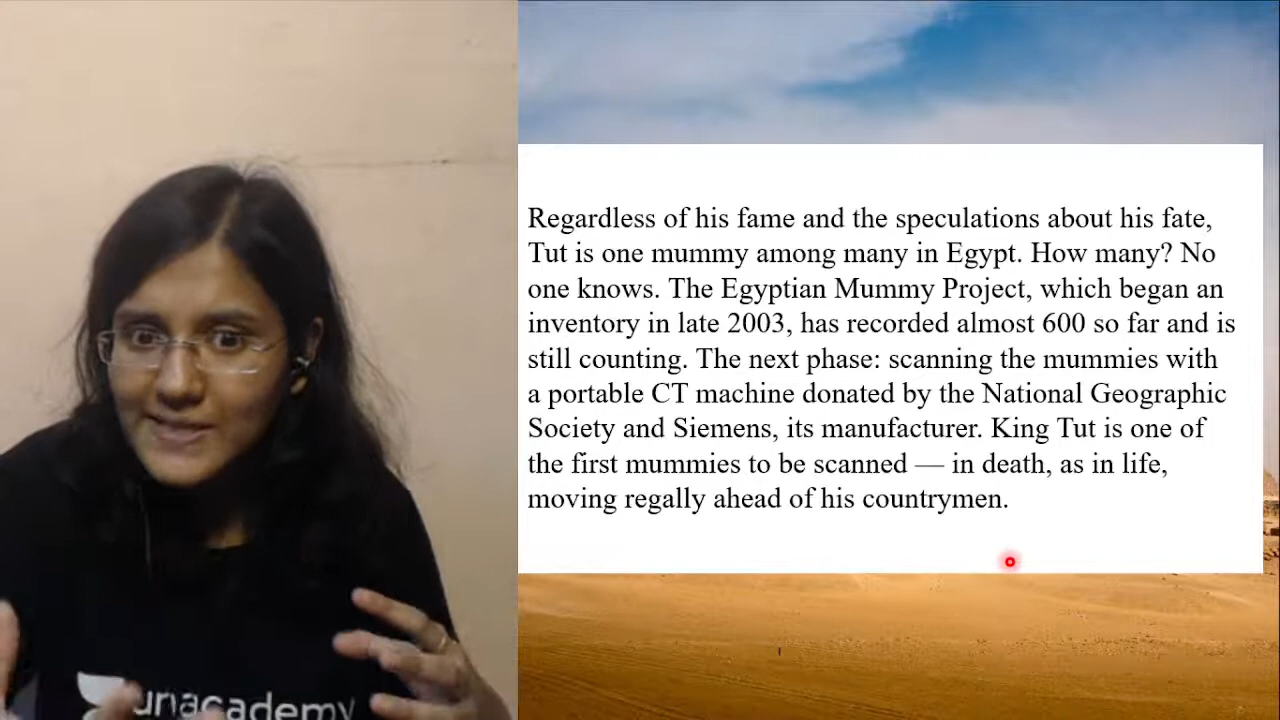 Regardless of his fame and the speculations about his fate,
Tut is one mummy among many in Egypt. How many? No
one knows. The Egyptian Mummy Project, which began an
inventory in late 2003, has recorded almost 600 so far and is
still counting. The next phase: scanning the mummies with
a portable CT machine donated by the National Geographic
Society and Siemens, its manufacturer. King Tut is one of
the first mummies to be scanned — in death, as in life,
moving regally ahead of his countrymen.
unacademy